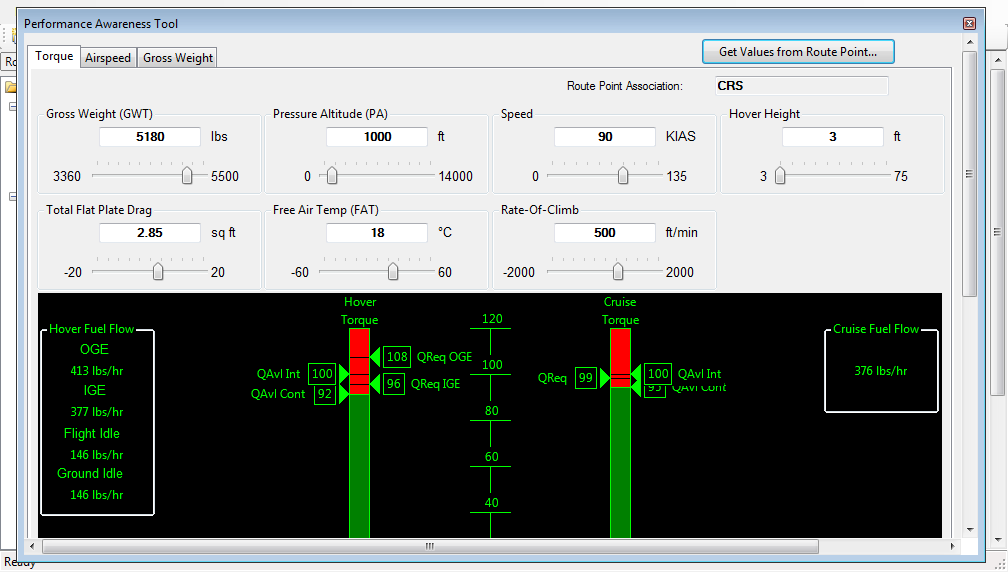 Performance Awareness Tool
Torque Airspeed Gross Weight Get Values from Route Point...
Route Point Association: CRS
Gross Weight (GWT) Pressure Altitude (PA) Speed Hover Height
5180 lbs 1000 ft 90 KIAS 3 ft
3360 5500 0 14000 0 135 3 75
Total Flat Plate Drag Free Air Temp (FAT) Rate-Of-Climb
2.85 sq ft 18 °C 500 ft/min
-20 20 -60 60 -2000 2000
Hover Fuel Flow
OGE
413 lbs/hr
IGE
377 lbs/hr
Flight Idle
146 lbs/hr
Ground Idle
146 lbs/hr
Hover
Torque
108 QReq OGE
QAvl Int 100
96 QReq IGE
QAvl Cont 92
120
100
80
60
40
Cruise
Torque
QReq 99
100 QAvl Int
QAvl Cont
Cruise Fuel Flow
376 lbs/hr
Ready